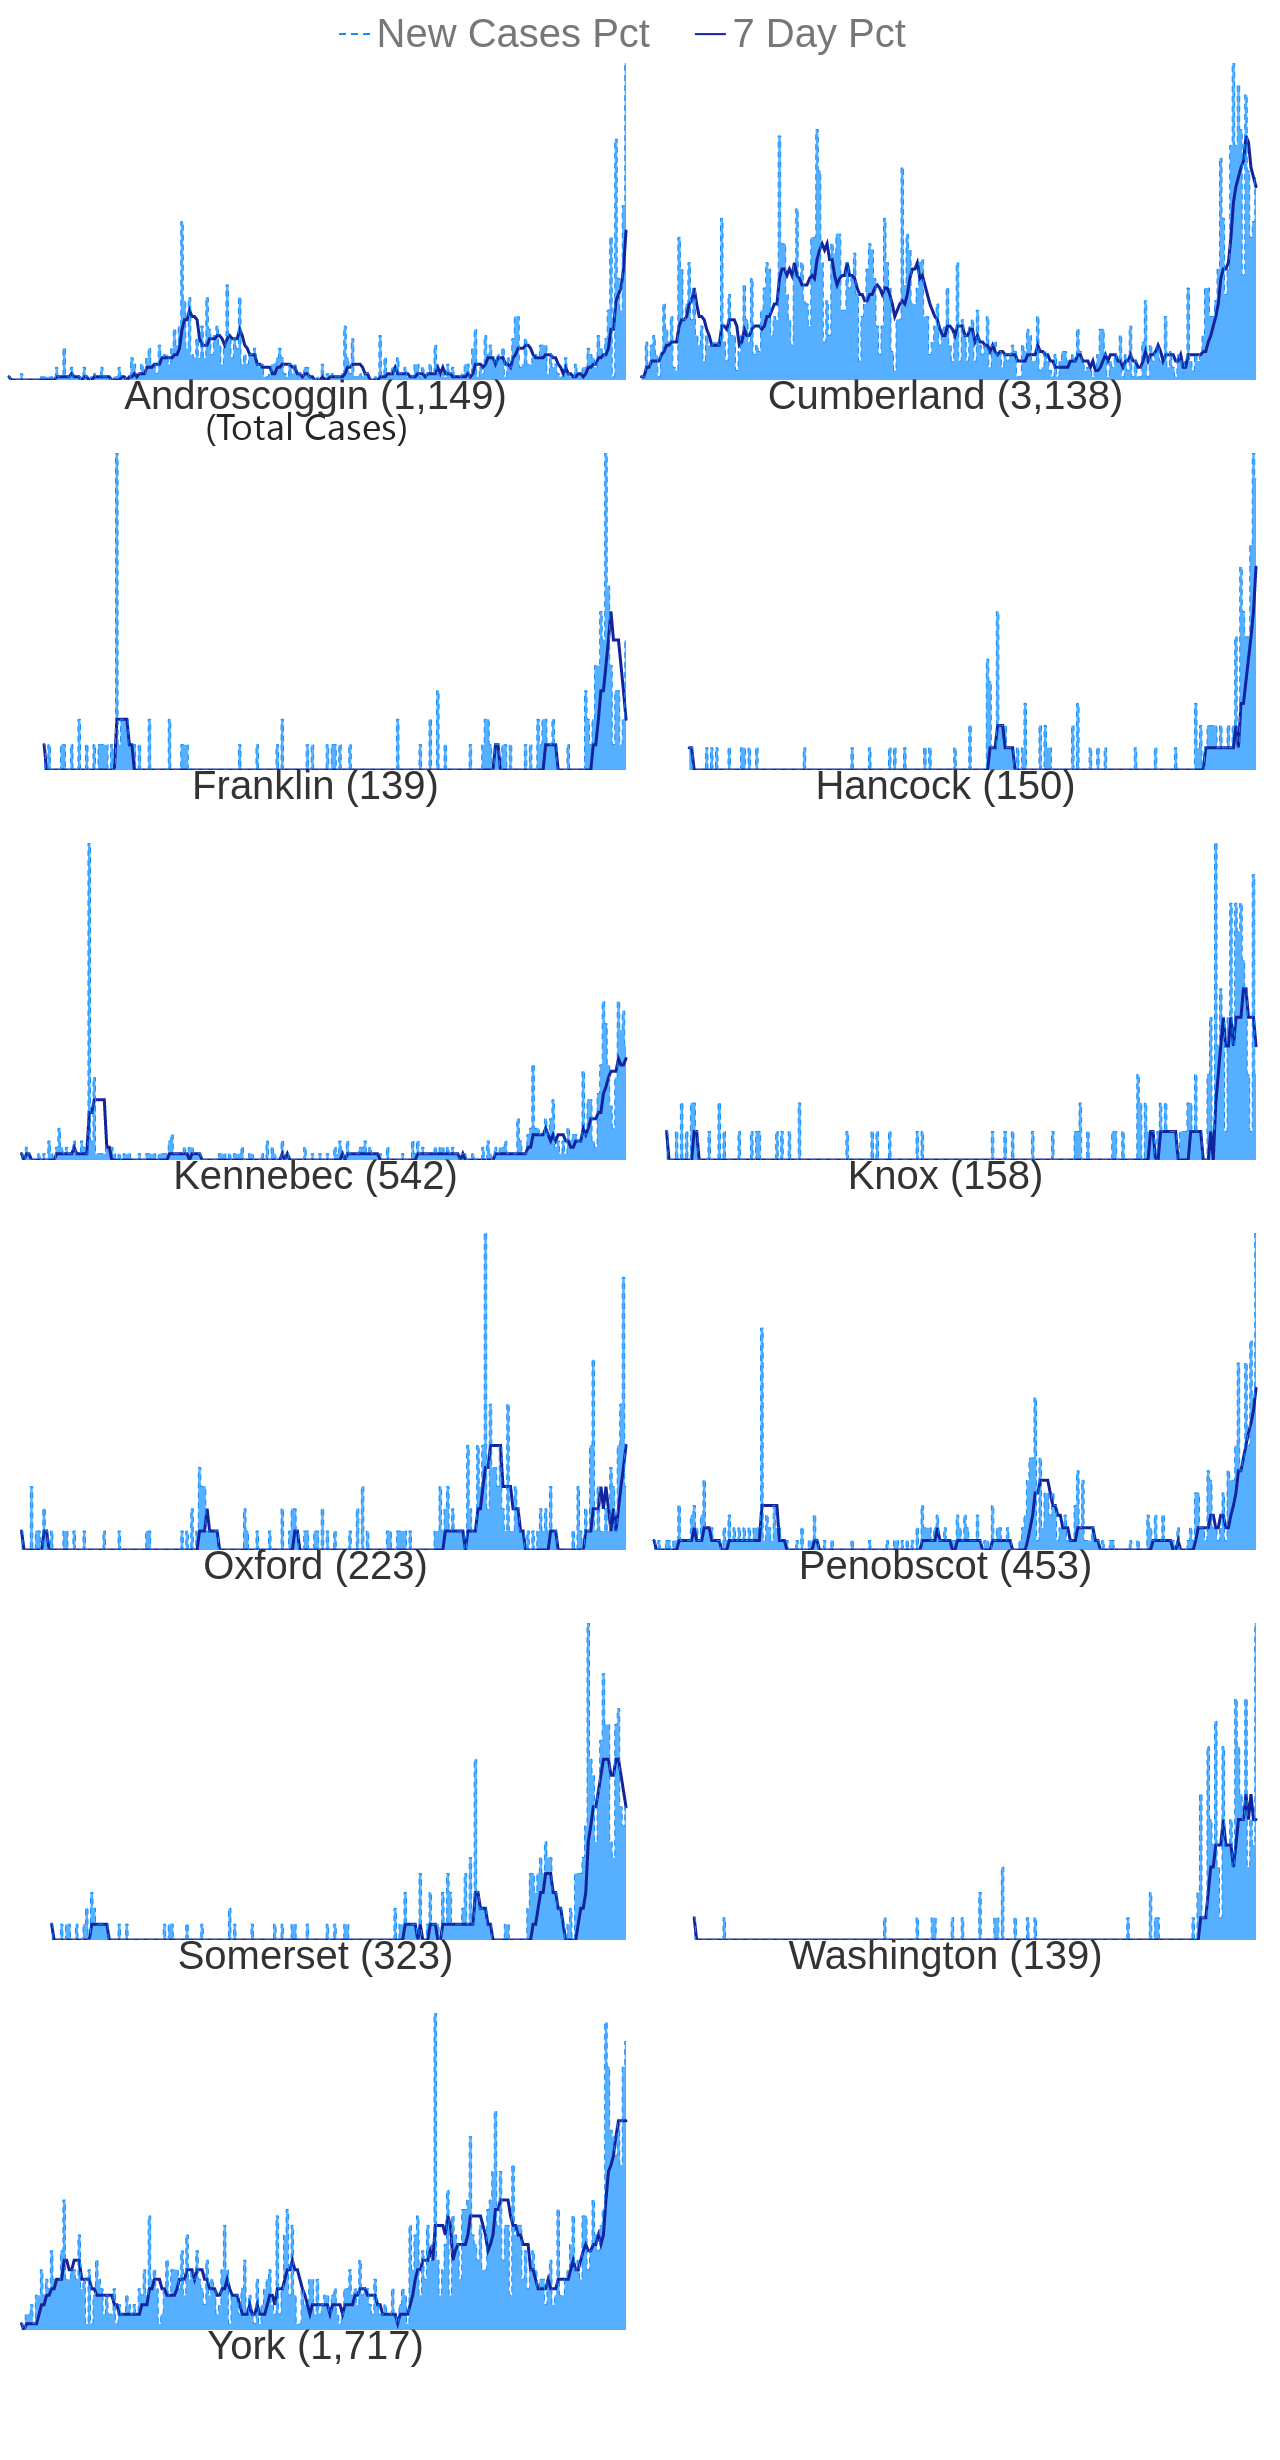 New Cases Pct 7 Day Pct
Androscoggin (1,149) Cumberland (3,138)
(Total Cases)
Franklin (139) Hancock (150)
Kennebec (542) Knox (158)
Oxford (223) Penobscot (453)
Somerset (323) Washington (139)
York (1,717)